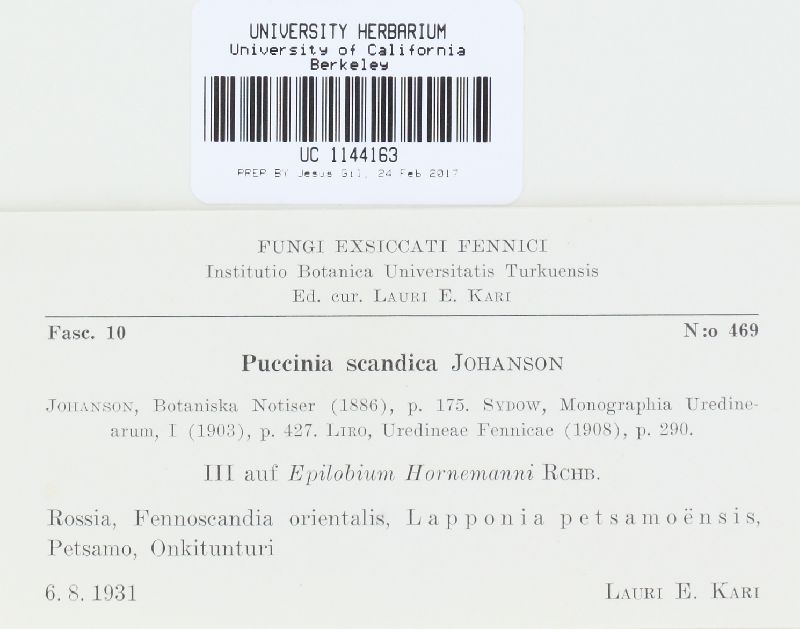 UNIVERSITY HERBARIUM
University of California
Berkeley
UC 1144163
PREP BY Jesus Gil, 24 Feb 2017
FUNGI EXSICCATI FENNICI
Institutio Botanica Universitatis Turkuensis
Ed. cur. LAURI E. KARI
Fasc. 10 N:o 469
Puccinia scandica JOHANSON
JOHANSON, Botaniska Notiser (1886), p. 175. SYDOW, Monographia Uredine-
arum, I (1903), p. 427. LIRO, Uredineae Fennicae (1908), p. 290.
III auf Epilobium Hornemanni RCHB.
Rossia, Fennoscandia orientalis, Lapponia petsamoënsis,
Petsamo, Onkitunturi
6. 8. 1931 LAURI E. KARI